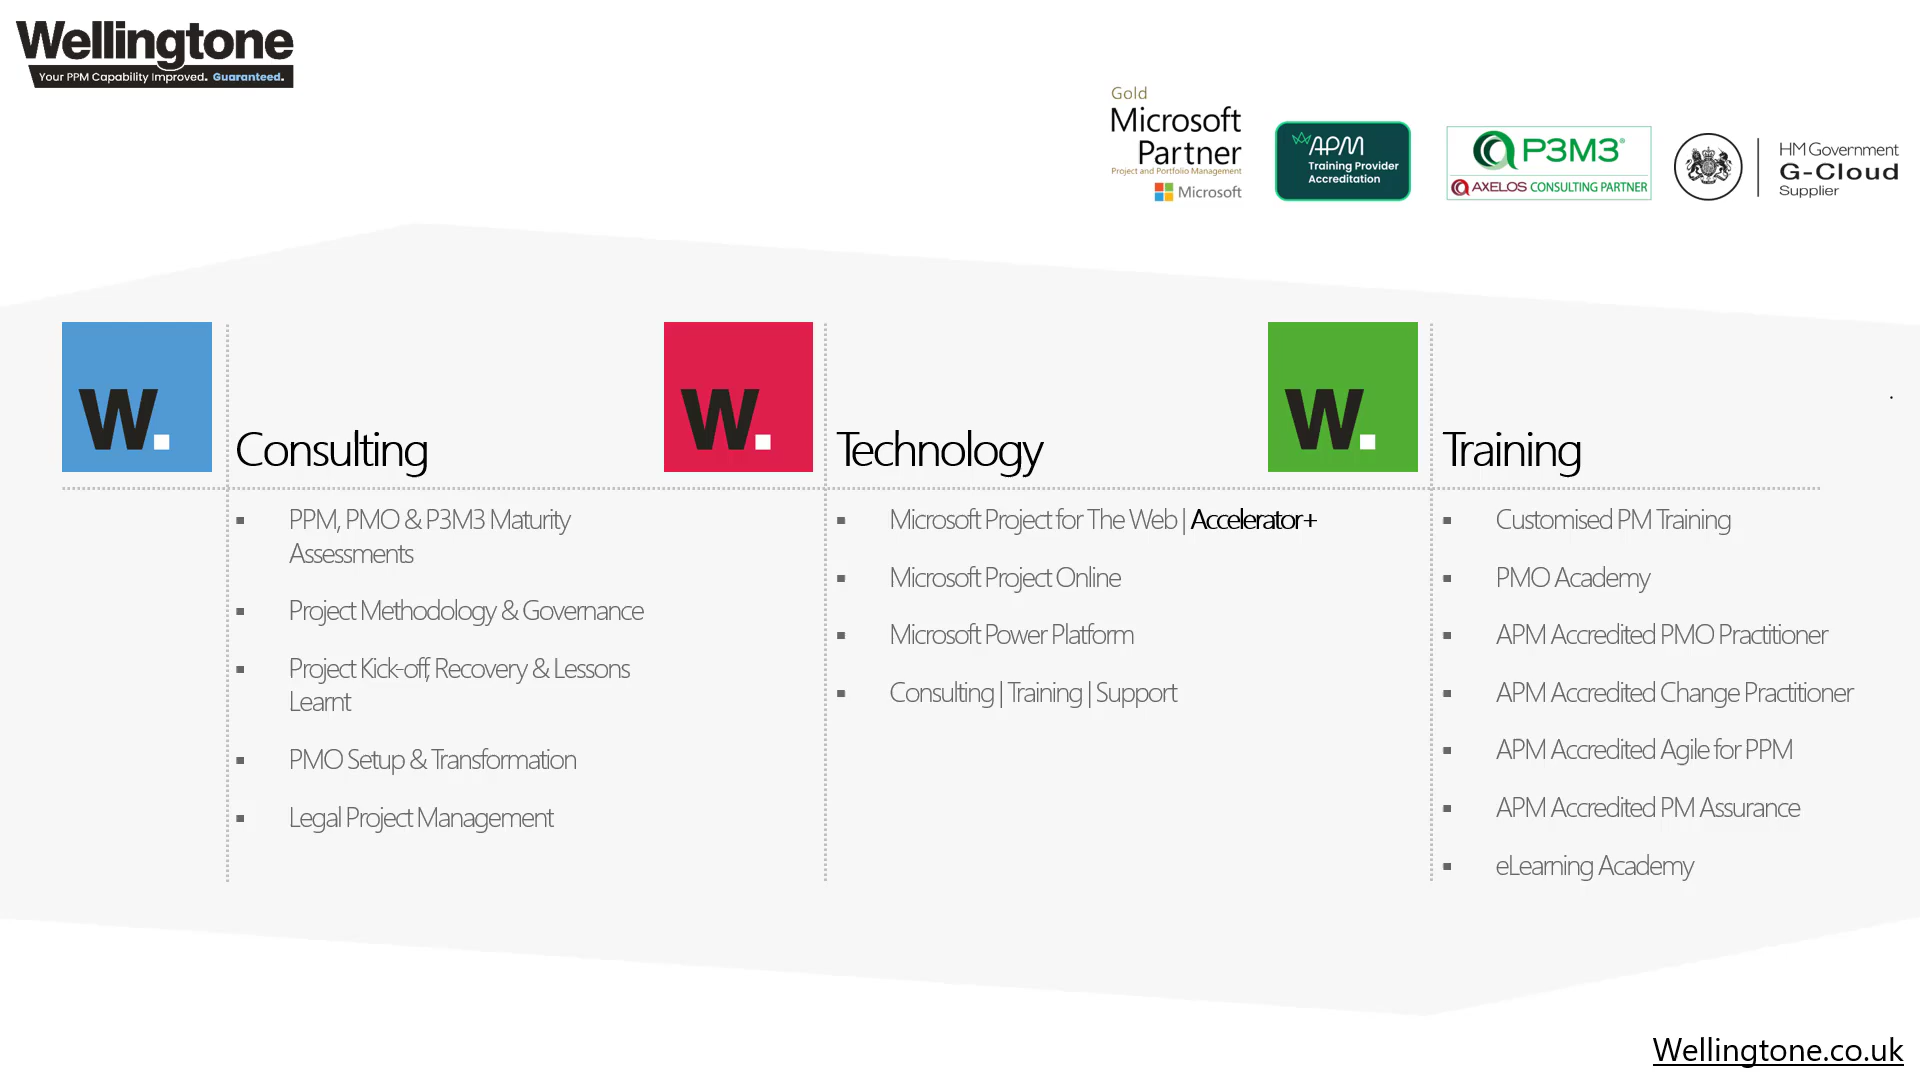 Wellingtone
Your PPM Capability Improved. Guaranteed.
Gold
Microsoft
Partner
Project and Portfolio Management
Microsoft
APM
Training Provider
Accreditation
P3M3®
AXELOS CONSULTING PARTNER
HM Government
G-Cloud
Supplier
W.
Consulting
▪ PPM, PMO & P3M3 Maturity
Assessments
▪ Project Methodology & Governance
▪ Project Kick-off, Recovery & Lessons
Learnt
▪ PMO Setup & Transformation
▪ Legal Project Management
W.
Technology
▪ Microsoft Project for The Web | Accelerator+
▪ Microsoft Project Online
▪ Microsoft Power Platform
▪ Consulting | Training | Support
W.
Training
.
▪ Customised PM Training
▪ PMO Academy
▪ APM Accredited PMO Practitioner
▪ APM Accredited Change Practitioner
▪ APM Accredited Agile for PPM
▪ APM Accredited PM Assurance
▪ eLearning Academy
Wellingtone.co.uk